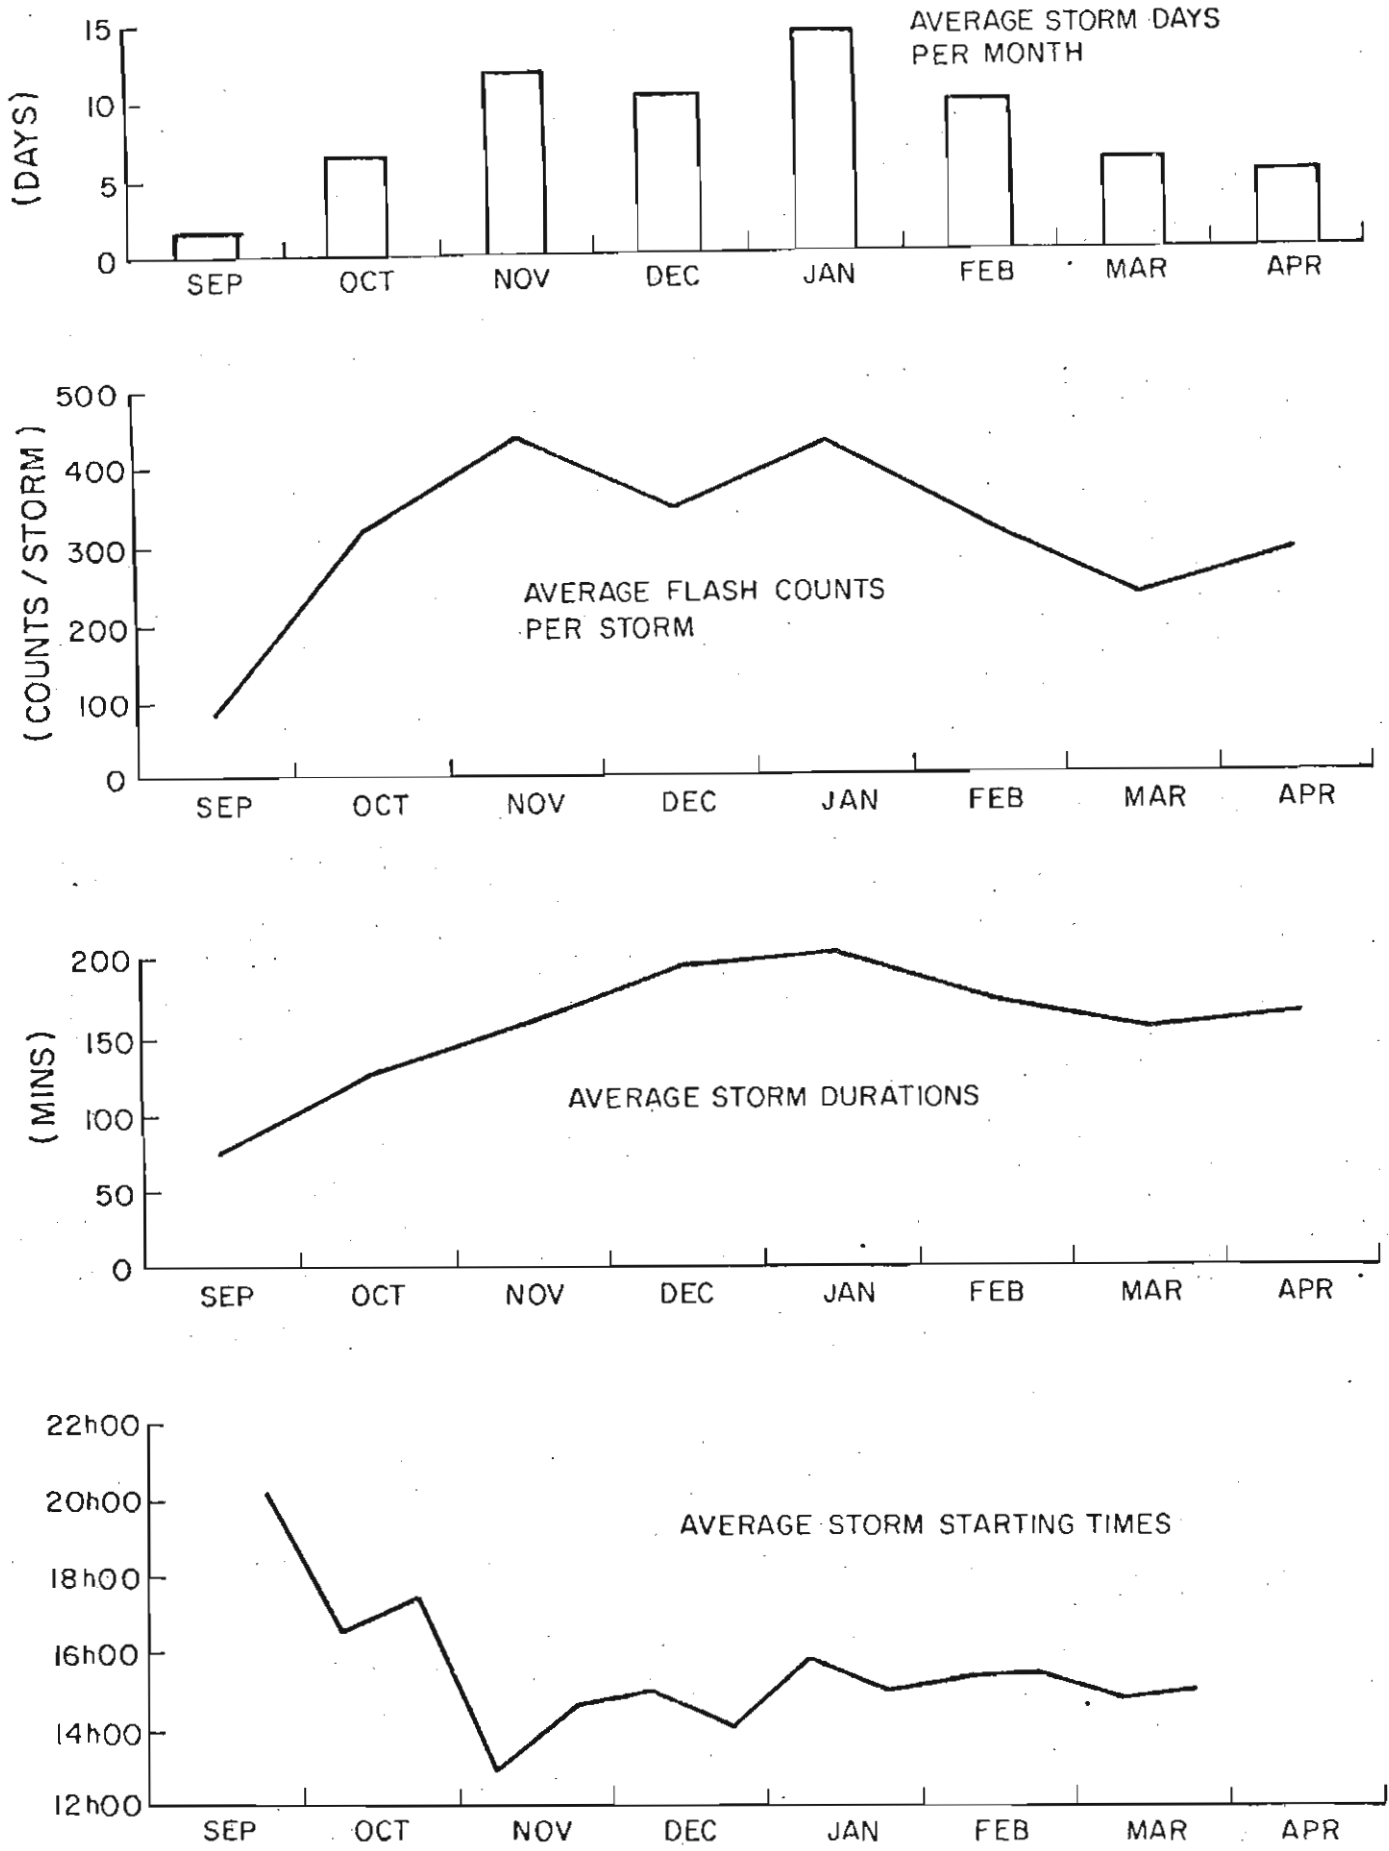 AVERAGE STORM DAYS
PER MONTH
(DAYS)
15
10
5
0
SEP OCT NOV DEC JAN FEB MAR APR
(COUNTS/STORM)
500
400
300
200
100
0
AVERAGE FLASH COUNTS
PER STORM
SEP OCT NOV DEC JAN FEB MAR APR
(MINS)
200
150
100
50
0
AVERAGE STORM DURATIONS
SEP OCT NOV DEC JAN FEB MAR APR
22h00
20h00
18h00
16h00
14h00
12h00
AVERAGE STORM STARTING TIMES
SEP OCT NOV DEC JAN FEB MAR APR